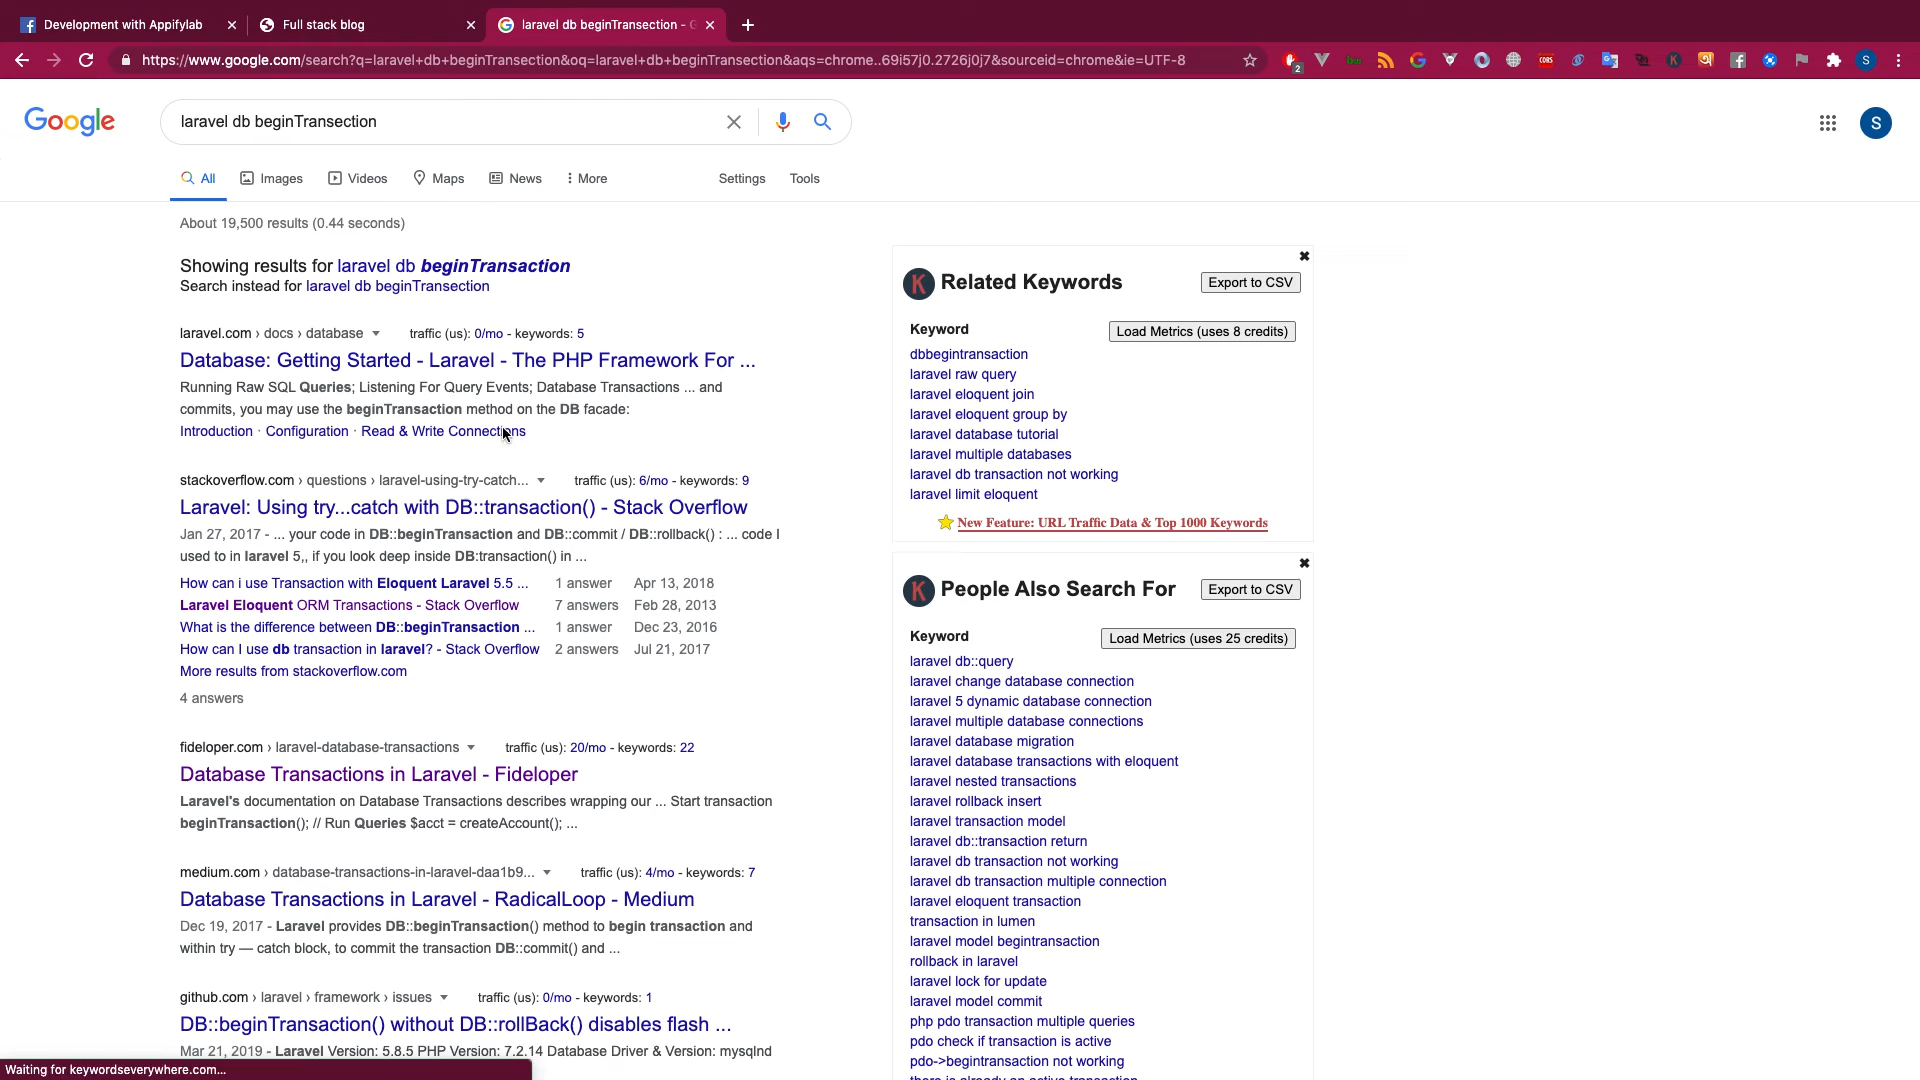 Development with Appifylab
Full stack blog
laravel db beginTransection - G
https://www.google.com/search?q=laravel+db+beginTransection&oq=laravel+db+beginTransection&aqs=chrome..69i57j0.2726j0j7&sourceid=chrome&ie=UTF-8
2
CORS
S
Google
laravel db beginTransection
S
All
Images
Videos
Maps
News
More
Settings
Tools
About 19,500 results (0.44 seconds)
Showing results for laravel db beginTransaction
Search instead for laravel db beginTransection
laravel.com › docs › database
traffic (us): 0/mo - keywords: 5
Database: Getting Started - Laravel - The PHP Framework For ...
Running Raw SQL Queries; Listening For Query Events; Database Transactions ... and
commits, you may use the beginTransaction method on the DB facade:
Introduction · Configuration · Read & Write Connections
stackoverflow.com › questions › laravel-using-try-catch...
traffic (us): 6/mo - keywords: 9
Laravel: Using try...catch with DB::transaction() - Stack Overflow
Jan 27, 2017 - ... your code in DB::beginTransaction and DB::commit / DB::rollback() : ... code I
used to in laravel 5,, if you look deep inside DB:transaction() in ...
How can i use Transaction with Eloquent Laravel 5.5 ... 1 answer Apr 13, 2018
Laravel Eloquent ORM Transactions - Stack Overflow 7 answers Feb 28, 2013
What is the difference between DB::beginTransaction ... 1 answer Dec 23, 2016
How can I use db transaction in laravel? - Stack Overflow 2 answers Jul 21, 2017
More results from stackoverflow.com
4 answers
fideloper.com › laravel-database-transactions
traffic (us): 20/mo - keywords: 22
Database Transactions in Laravel - Fideloper
Laravel's documentation on Database Transactions describes wrapping our ... Start transaction
beginTransaction(); // Run Queries $acct = createAccount(); ...
medium.com › database-transactions-in-laravel-daa1b9...
traffic (us): 4/mo - keywords: 7
Database Transactions in Laravel - RadicalLoop - Medium
Dec 19, 2017 - Laravel provides DB::beginTransaction() method to begin transaction and
within try — catch block, to commit the transaction DB::commit() and ...
github.com › laravel › framework › issues
traffic (us): 0/mo - keywords: 1
DB::beginTransaction() without DB::rollBack() disables flash ...
Mar 21, 2019 - Laravel Version: 5.8.5 PHP Version: 7.2.14 Database Driver & Version: mysqlnd
Waiting for keywordseverywhere.com...
K
Related Keywords
Export to CSV
Keyword
Load Metrics (uses 8 credits)
dbbegintransaction
laravel raw query
laravel eloquent join
laravel eloquent group by
laravel database tutorial
laravel multiple databases
laravel db transaction not working
laravel limit eloquent
New Feature: URL Traffic Data & Top 1000 Keywords
K
People Also Search For
Export to CSV
Keyword
Load Metrics (uses 25 credits)
laravel db::query
laravel change database connection
laravel 5 dynamic database connection
laravel multiple database connections
laravel database migration
laravel database transactions with eloquent
laravel nested transactions
laravel rollback insert
laravel transaction model
laravel db::transaction return
laravel db transaction not working
laravel db transaction multiple connection
laravel eloquent transaction
transaction in lumen
laravel model begintransaction
rollback in laravel
laravel lock for update
laravel model commit
php pdo transaction multiple queries
pdo check if transaction is active
pdo->begintransaction not working
there is already an active transaction